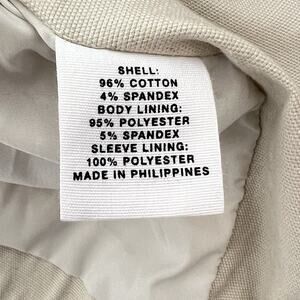 SHELL:
96% COTTON
4% SPANDEX
BODY LINING:
95% POLYESTER
5% SPANDEX
SLEEVE LINING:
100% POLYESTER
MADE IN PHILIPPINES